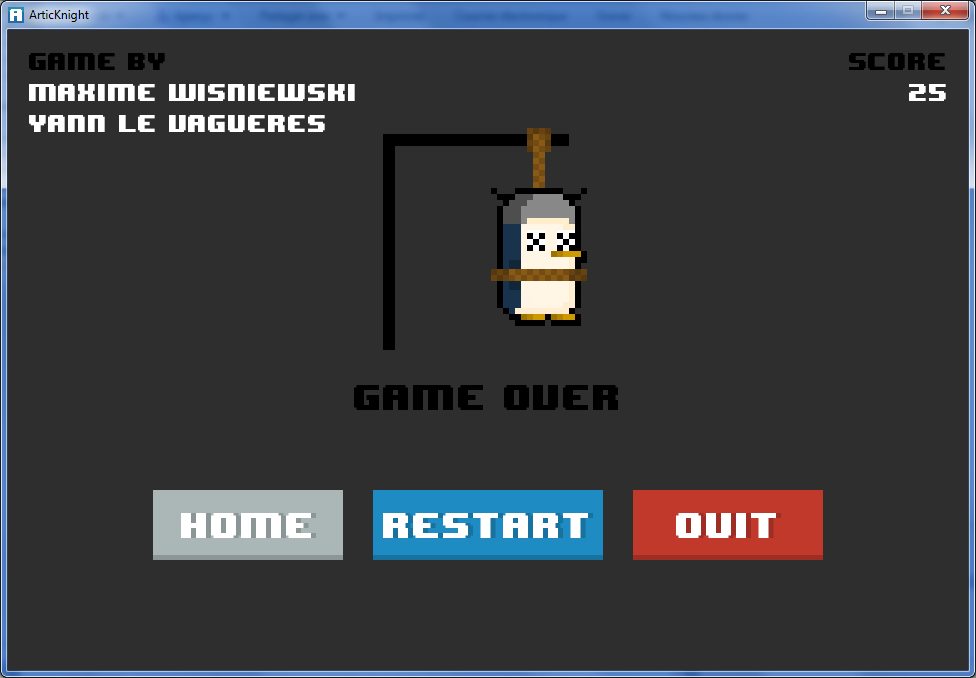 ArticKnight
GAME BY
MAXIME WISNIEWSKI
YANN LE VAGUERES
SCORE
25
GAME OVER
HOME
RESTART
QUIT